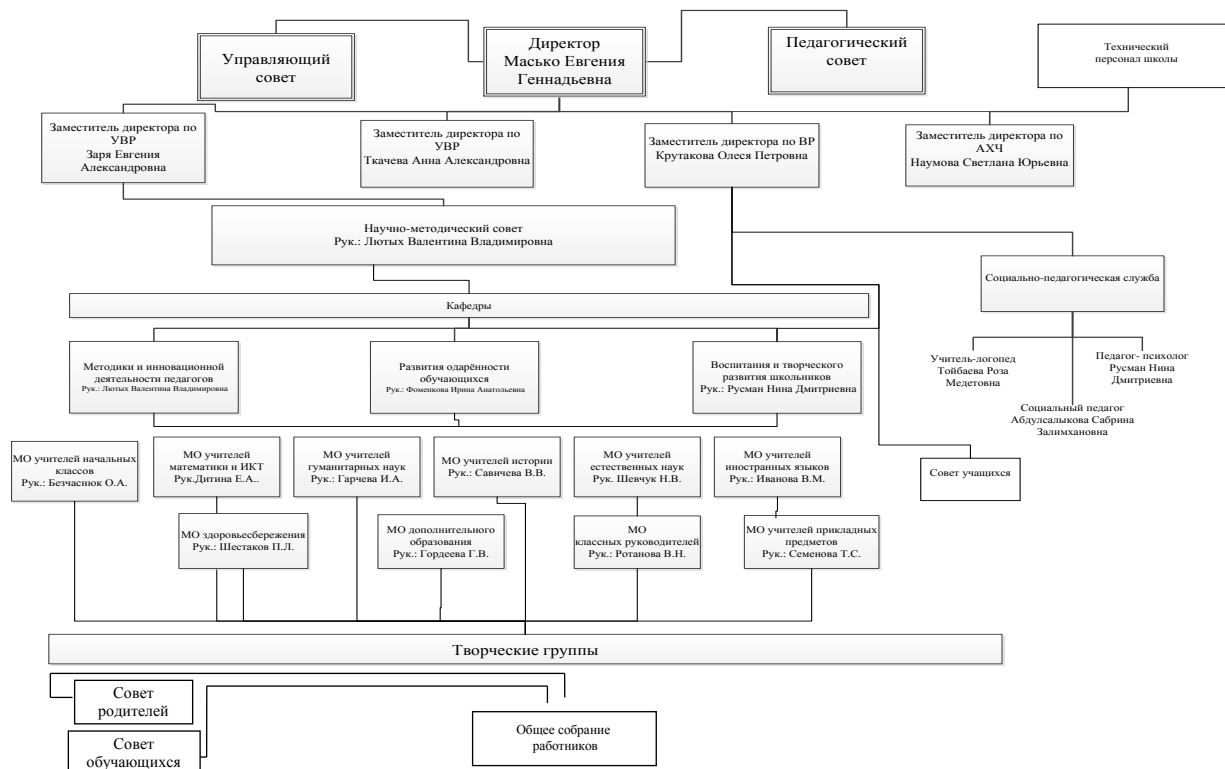 Управляющий
совет
Директор
Масько Евгения
Геннадьевна
Педагогический
совет
Технический
персонал школы
Заместитель директора по
УВР
Заря Евгения
Александровна
Заместитель директора по
УВР
Ткачева Анна Александровна
Заместитель директора по ВР
Крутакова Олеся Петровна
Заместитель директора по
АХЧ
Наумова Светлана Юрьевна
Научно-методический совет
Рук.: Лютых Валентина Владимировна
Социально-педагогическая служба
Кафедры
Методики и инновационной
деятельности педагогов
Рук.: Лютых Валентина Владимировна
Развития одарённости
обучающихся
Рук.: Фоменкова Ирина Анатольевна
Воспитания и творческого
развития школьников
Рук.: Русман Нина Дмитриевна
Учитель-логопед
Тойбаева Роза
Медетовна
Педагог- психолог
Русман Нина
Дмитриевна
Социальный педагог
Абдулсалыкова Сабрина
Залимхановна
МО учителей начальных
классов
Рук.: Безчаснюк О.А.
МО учителей
математики и ИКТ
Рук.Дитина Е.А..
МО учителей
гуманитарных наук
Рук.: Гарчева И.А.
МО учителей истории
Рук.: Савичева В.В.
МО учителей
естественных наук
Рук. Шевчук Н.В.
МО учителей
иностранных языков
Рук.: Иванова В.М.
Совет учащихся
МО здоровьесбережения
Рук.: Шестаков П.Л.
МО дополнительного
образования
Рук.: Гордеева Г.В.
МО
классных руководителей
Рук.: Ротанова В.Н.
МО учителей прикладных
предметов
Рук.: Семенова Т.С.
Творческие группы
Совет
родителей
Общее собрание
работников
Совет
обучающихся